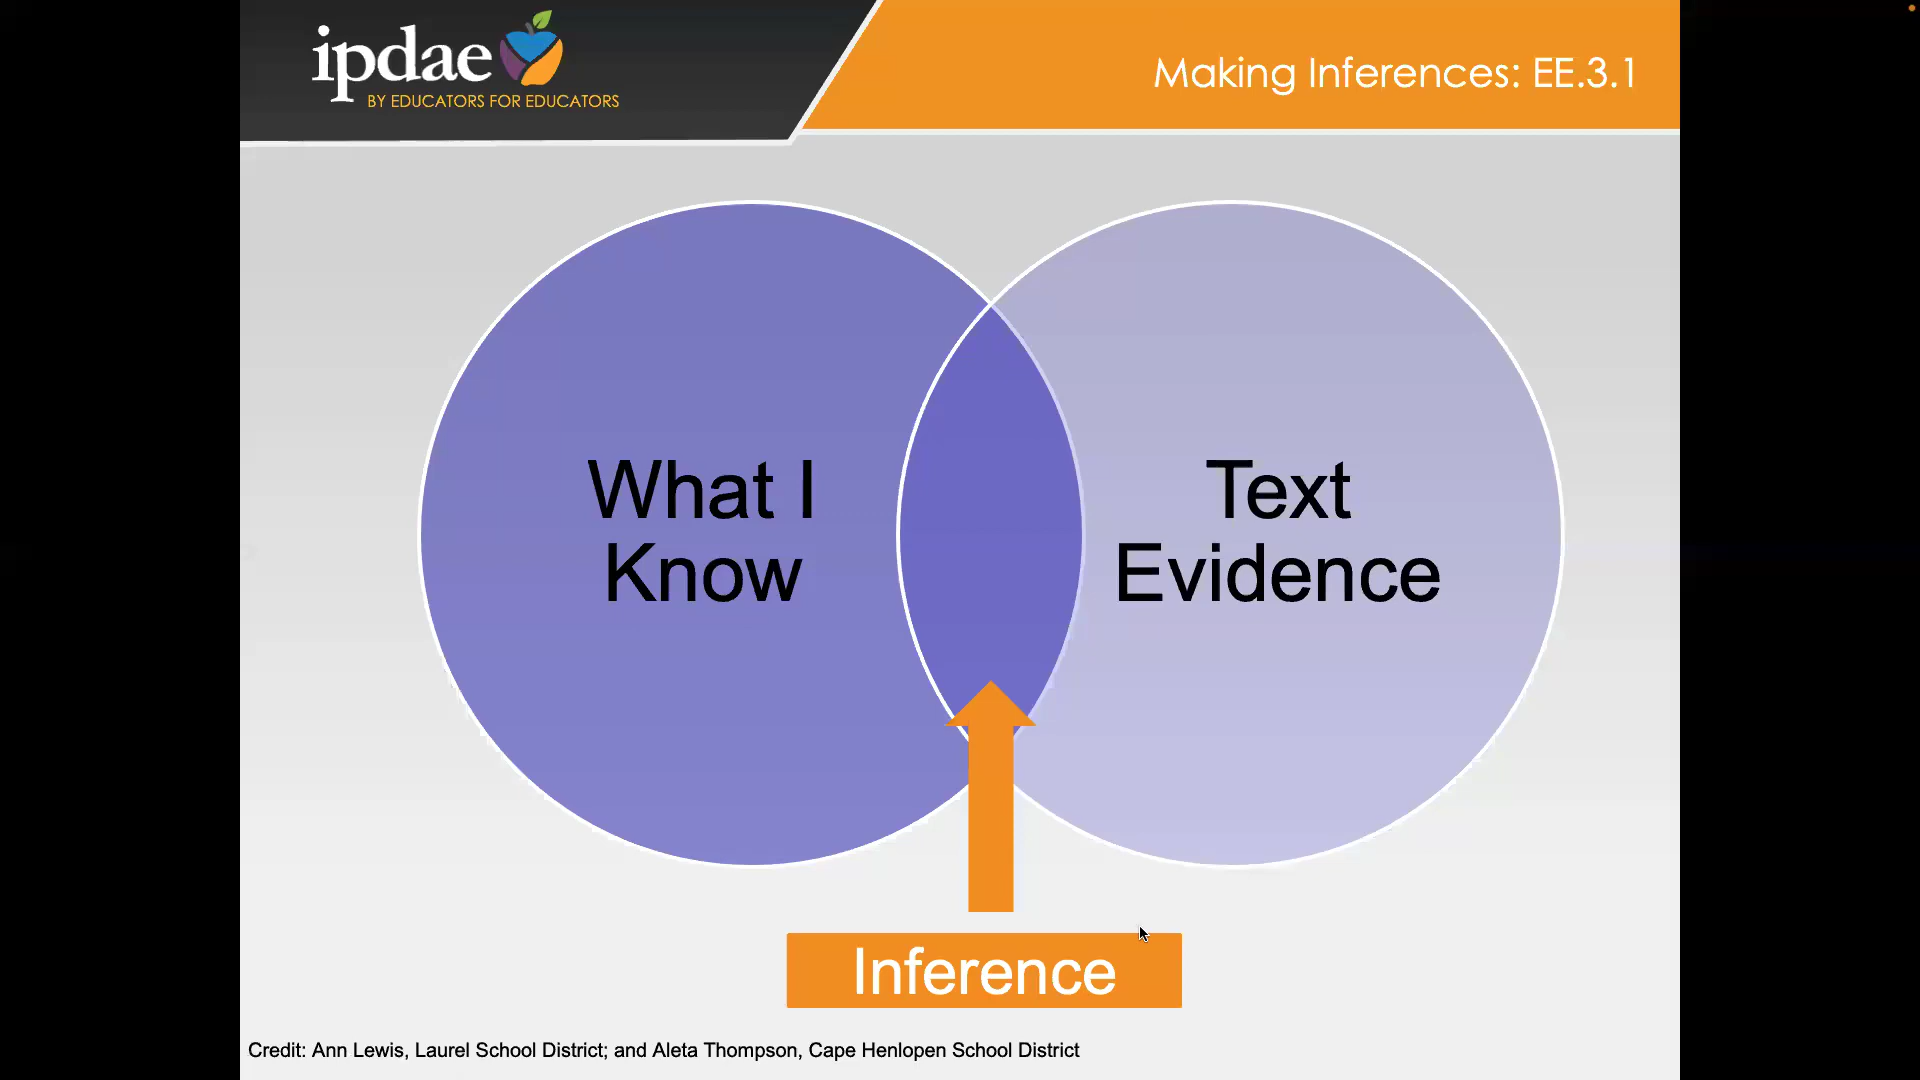 ipdae
BY EDUCATORS FOR EDUCATORS
Making Inferences: EE.3.1
What I
Know
Text
Evidence
Inference
Credit: Ann Lewis, Laurel School District; and Aleta Thompson, Cape Henlopen School District